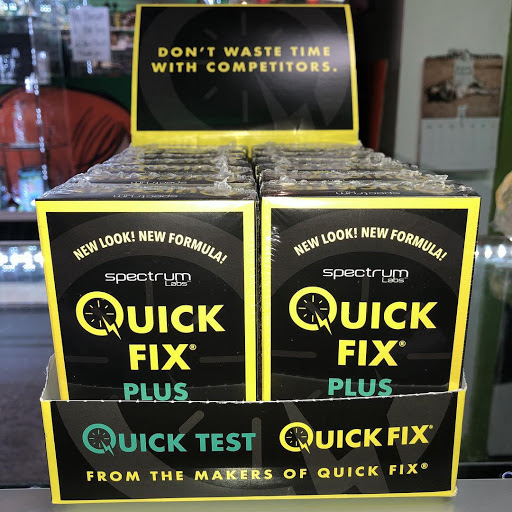 DON'T WASTE TIME
WITH COMPETITORS.
NEW LOOK! NEW FORMULA!
spectrum
Labs
QUICK
FIX®
PLUS
NEW LOOK! NEW FORMULA!
spectrum
Labs
QUICK
FIX®
PLUS
QUICK TEST
QUICK FIX®
FROM THE MAKERS OF QUICK FIX®